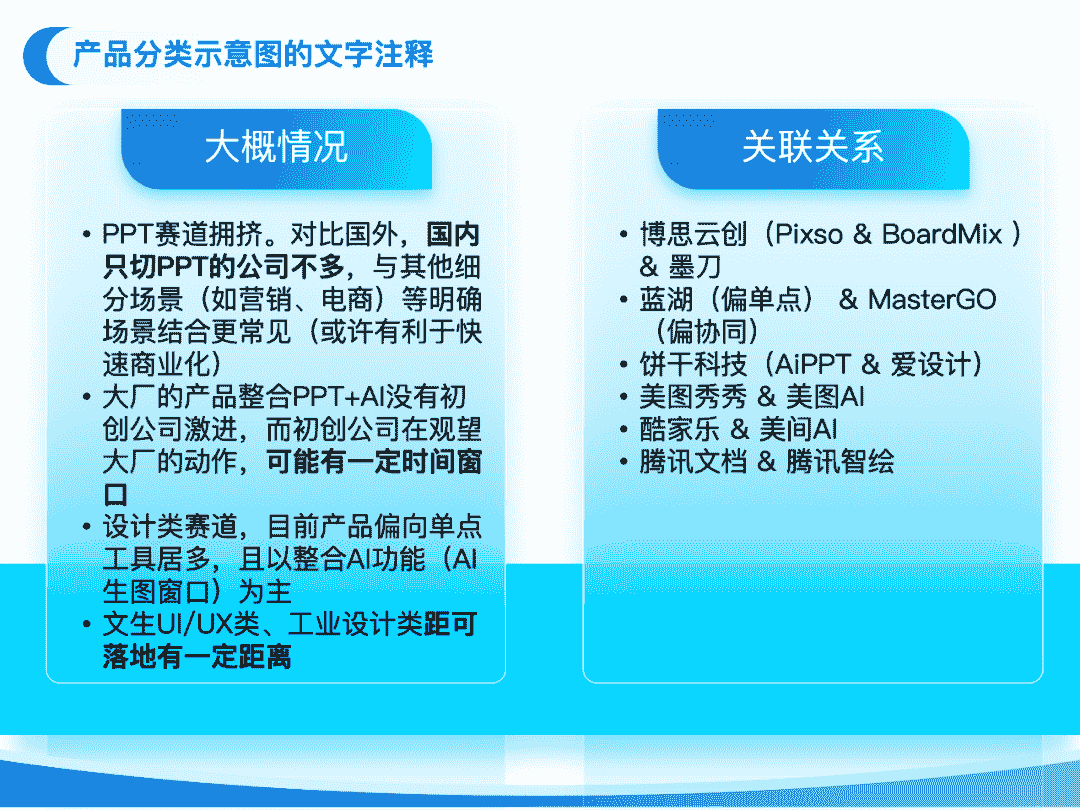 产品分类示意图的文字注释
大概情况
• PPT赛道拥挤。对比国外，国内
只切PPT的公司不多，与其他细
分场景（如营销、电商）等明确
场景结合更常见（或许有利于快
速商业化）
• 大厂的产品整合PPT+AI没有初
创公司激进，而初创公司在观望
大厂的动作，可能有一定时间窗
口
• 设计类赛道，目前产品偏向单点
工具居多，且以整合AI功能（AI
生图窗口）为主
• 文生UI/UX类、工业设计类距可
落地有一定距离
关联关系
• 博思云创（Pixso & BoardMix ）
& 墨刀
• 蓝湖（偏单点） & MasterGO
（偏协同）
• 饼干科技（AiPPT & 爱设计）
• 美图秀秀 & 美图AI
• 酷家乐 & 美间AI
• 腾讯文档 & 腾讯智绘